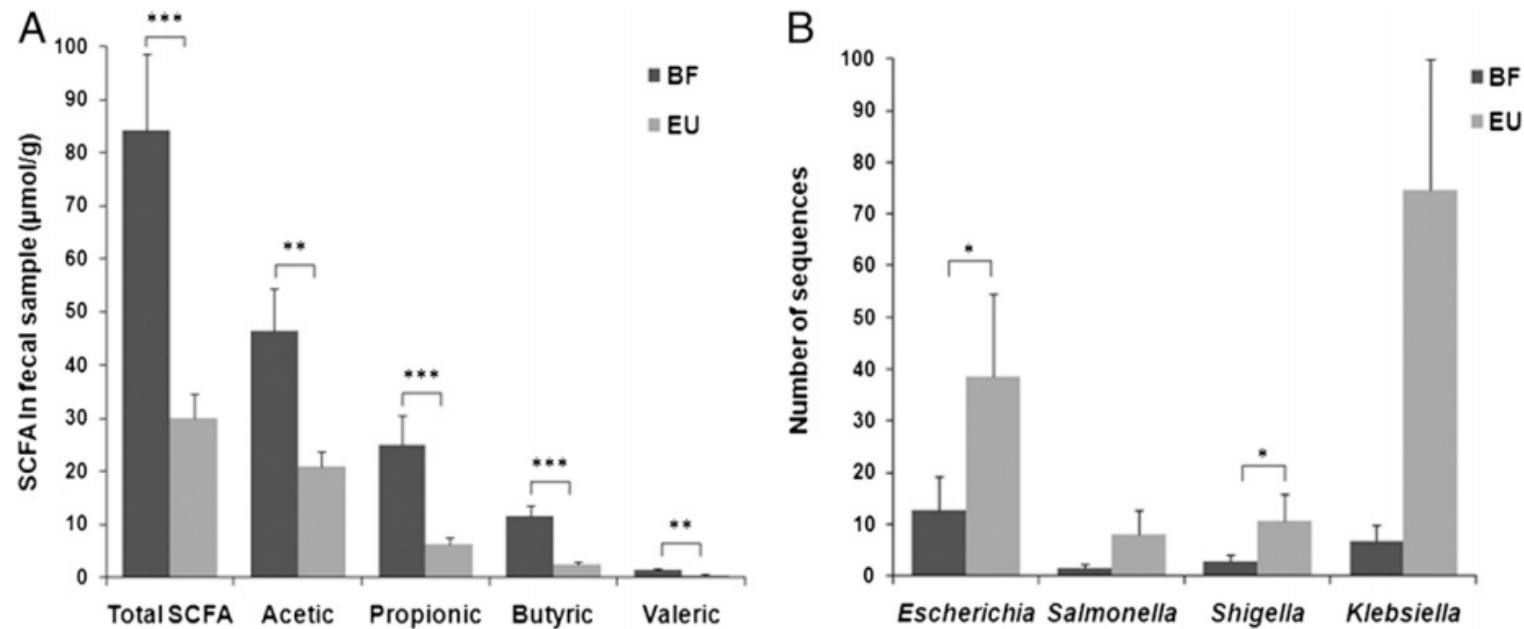 A
SCFA In fecal sample (µmol/g)
100
90
80
70
60
50
40
30
20
10
0
***
**
***
***
**
BF
EU
Total SCFA Acetic Propionic Butyric Valeric
B
Number of sequences
100
90
80
70
60
50
40
30
20
10
0
*
*
BF
EU
Escherichia Salmonella Shigella Klebsiella